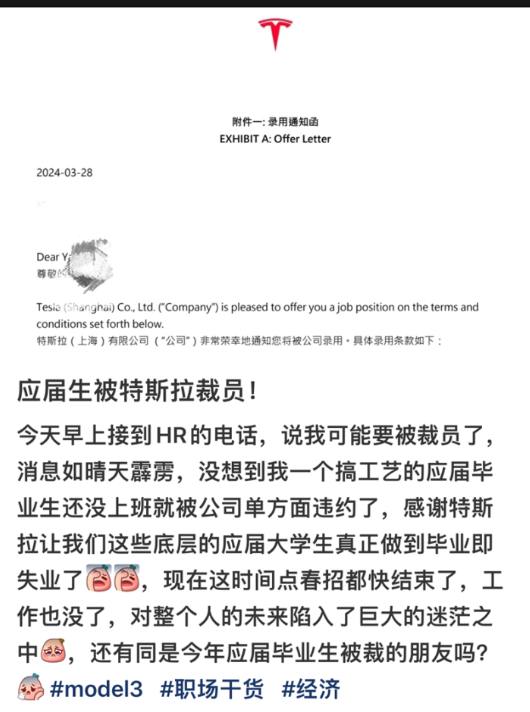 附件一: 录用通知函
EXHIBIT A: Offer Letter
2024-03-28
Dear
尊敬
Tesla (Shanghai) Co., Ltd. ("Company") is pleased to offer you a job position on the terms and
conditions set forth below.
特斯拉（上海）有限公司（“公司”）非常荣幸地通知您将被公司录用。具体录用条款如下：
应届生被特斯拉裁员！
今天早上接到HR的电话，说我可能要被裁员了，
消息如晴天霹雳，没想到我一个搞工艺的应届毕
业生还没上班就被公司单方面违约了，感谢特斯
拉让我们这些底层的应届大学生真正做到毕业即
失业了，现在这时间点春招都快结束了，工
作也没了，对整个人的未来陷入了巨大的迷茫之
中，还有同是今年应届毕业生被裁的朋友吗？
#model3 #职场干货 #经济